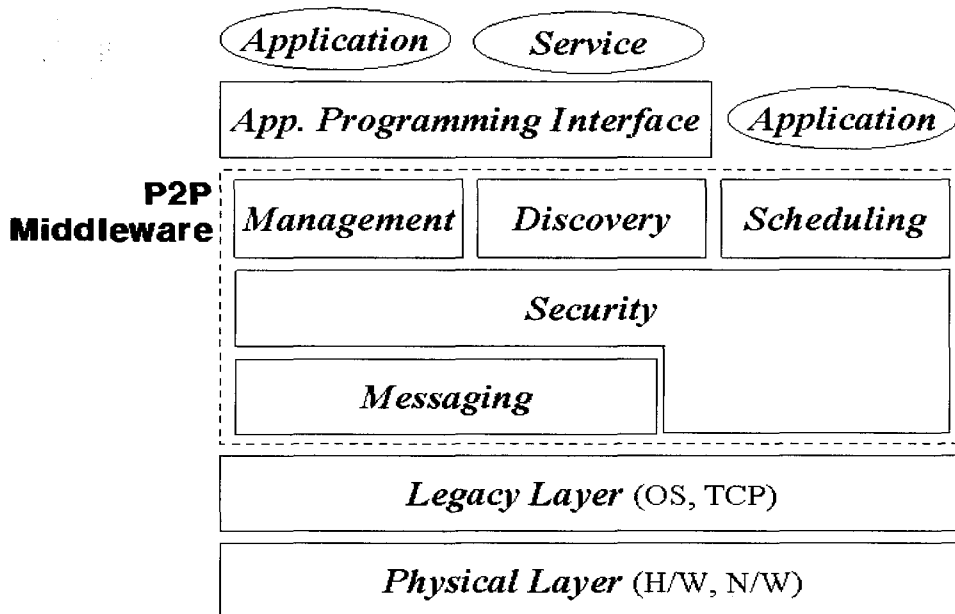 Application
Service
App. Programming Interface
Application
P2P
Middleware
Management
Discovery
Scheduling
Security
Messaging
Legacy Layer (OS, TCP)
Physical Layer (H/W, N/W)